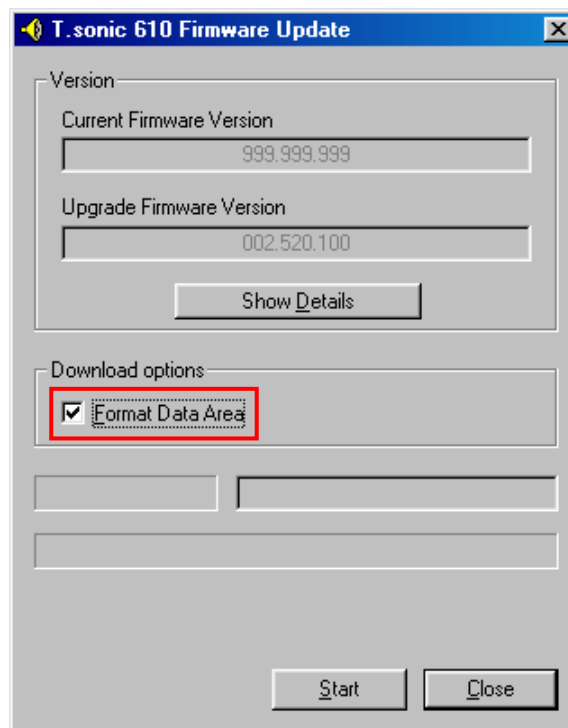 T.sonic 610 Firmware Update
Version
Current Firmware Version
999.999.999
Upgrade Firmware Version
002.520.100
Show Details
Download options
Format Data Area
Start
Close